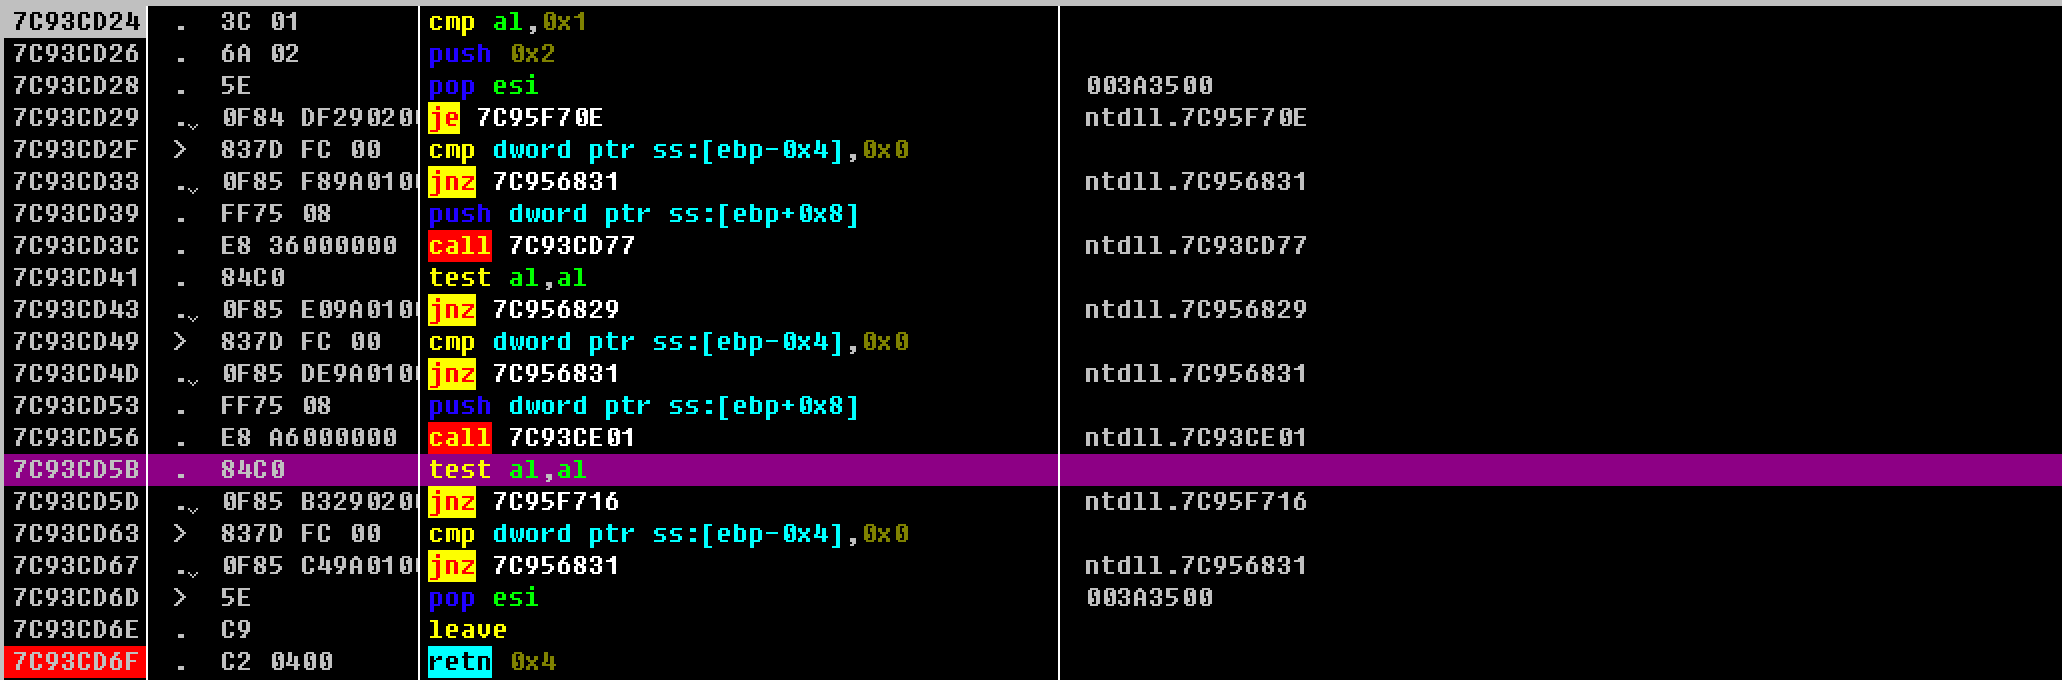 7C93CD24 . 3C 01 cmp al,0x1
7C93CD26 . 6A 02 push 0x2
7C93CD28 . 5E pop esi 003A3500
7C93CD29 . 0F84 DF29020 je 7C95F70E ntdll.7C95F70E
7C93CD2F > 837D FC 00 cmp dword ptr ss:[ebp-0x4],0x0
7C93CD33 . 0F85 F89A010 jnz 7C956831 ntdll.7C956831
7C93CD39 . FF75 08 push dword ptr ss:[ebp+0x8]
7C93CD3C . E8 36000000 call 7C93CD77 ntdll.7C93CD77
7C93CD41 . 84C0 test al,al
7C93CD43 . 0F85 E09A010 jnz 7C956829 ntdll.7C956829
7C93CD49 > 837D FC 00 cmp dword ptr ss:[ebp-0x4],0x0
7C93CD4D . 0F85 DE9A010 jnz 7C956831 ntdll.7C956831
7C93CD53 . FF75 08 push dword ptr ss:[ebp+0x8]
7C93CD56 . E8 A6000000 call 7C93CE01 ntdll.7C93CE01
7C93CD5B . 84C0 test al,al
7C93CD5D . 0F85 B329020 jnz 7C95F716 ntdll.7C95F716
7C93CD63 > 837D FC 00 cmp dword ptr ss:[ebp-0x4],0x0
7C93CD67 . 0F85 C49A010 jnz 7C956831 ntdll.7C956831
7C93CD6D > 5E pop esi 003A3500
7C93CD6E . C9 leave
7C93CD6F . C2 0400 retn 0x4